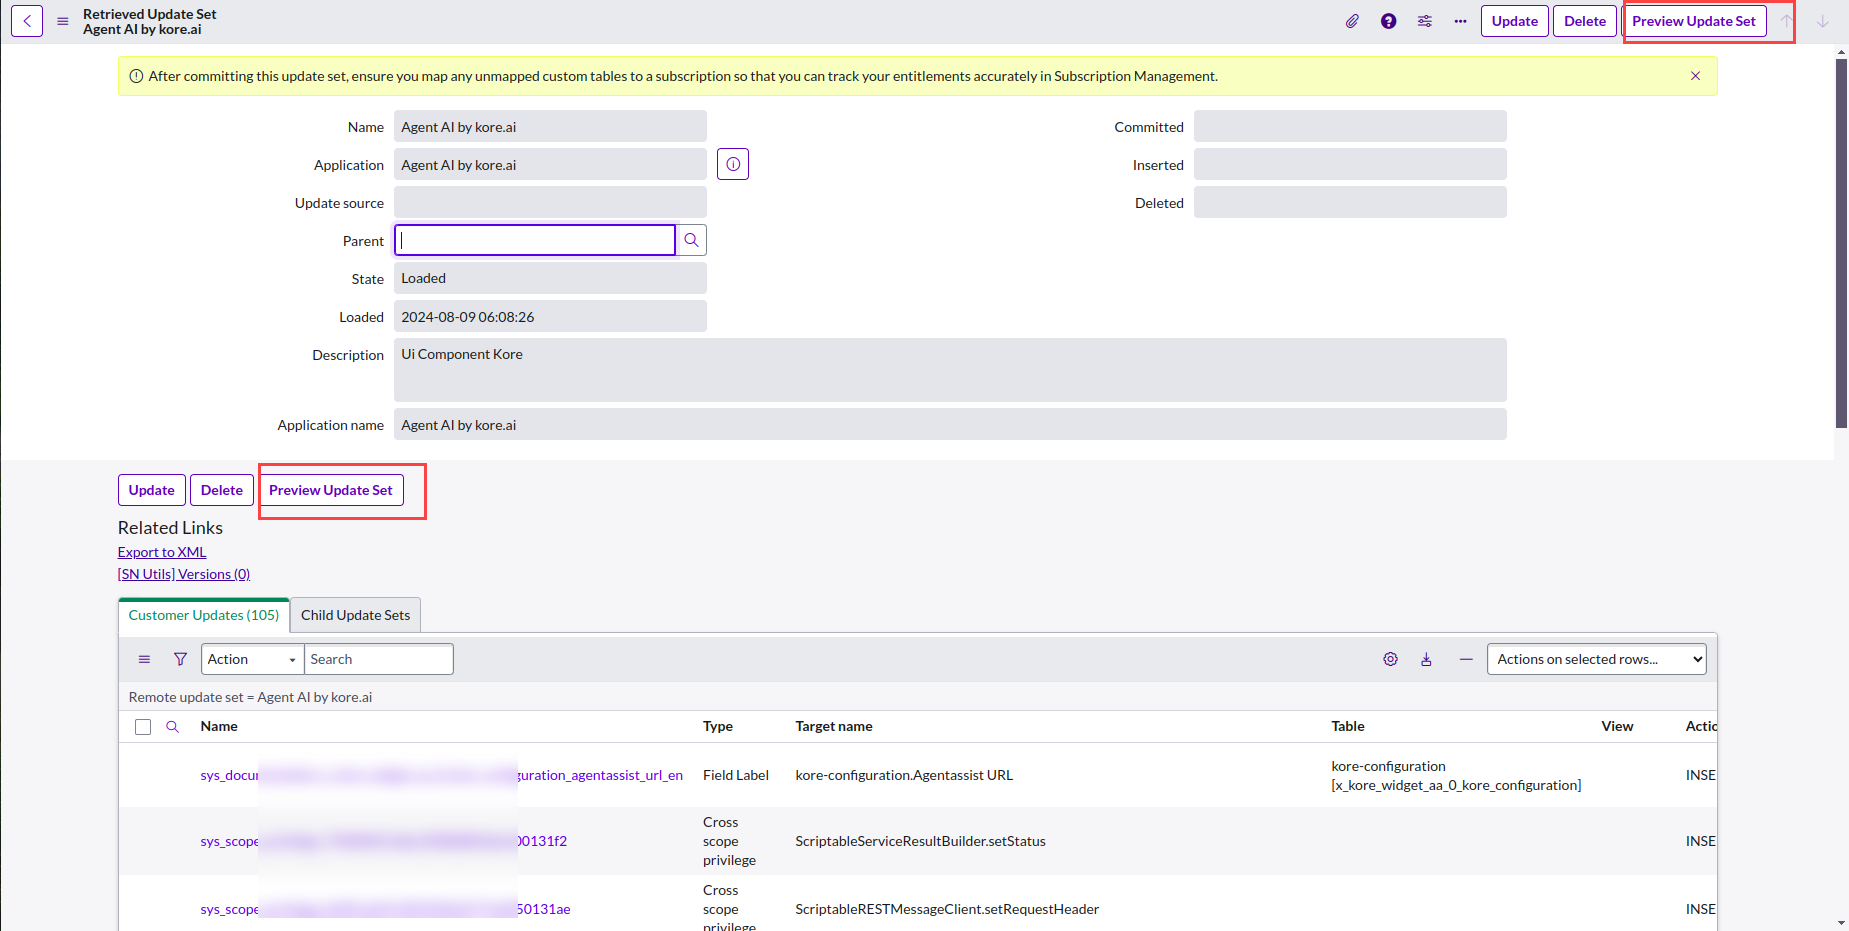 Retrieved Update Set
Agent AI by kore.ai
Update
Delete
Preview Update Set
After committing this update set, ensure you map any unmapped custom tables to a subscription so that you can track your entitlements accurately in Subscription Management.
Name
Agent AI by kore.ai
Committed
Application
Agent AI by kore.ai
Inserted
Update source
Deleted
Parent
State
Loaded
Loaded
2024-08-09 06:08:26
Description
Ui Component Kore
Application name
Agent AI by kore.ai
Update
Delete
Preview Update Set
Related Links
Export to XML
[SN Utils] Versions (0)
Customer Updates (105)
Child Update Sets
Action
Search
Actions on selected rows...
Remote update set = Agent AI by kore.ai
Name
Type
Target name
Table
View
Actio
sys_docu
guration_agentassist_url_en
Field Label
kore-configuration.Agentassist URL
kore-configuration
[x_kore_widget_aa_0_kore_configuration]
INSE
sys_scope
00131f2
Cross
scope
privilege
ScriptableServiceResultBuilder.setStatus
INSE
sys_scope
50131ae
Cross
scope
privilege
ScriptableRESTMessageClient.setRequestHeader
INSE